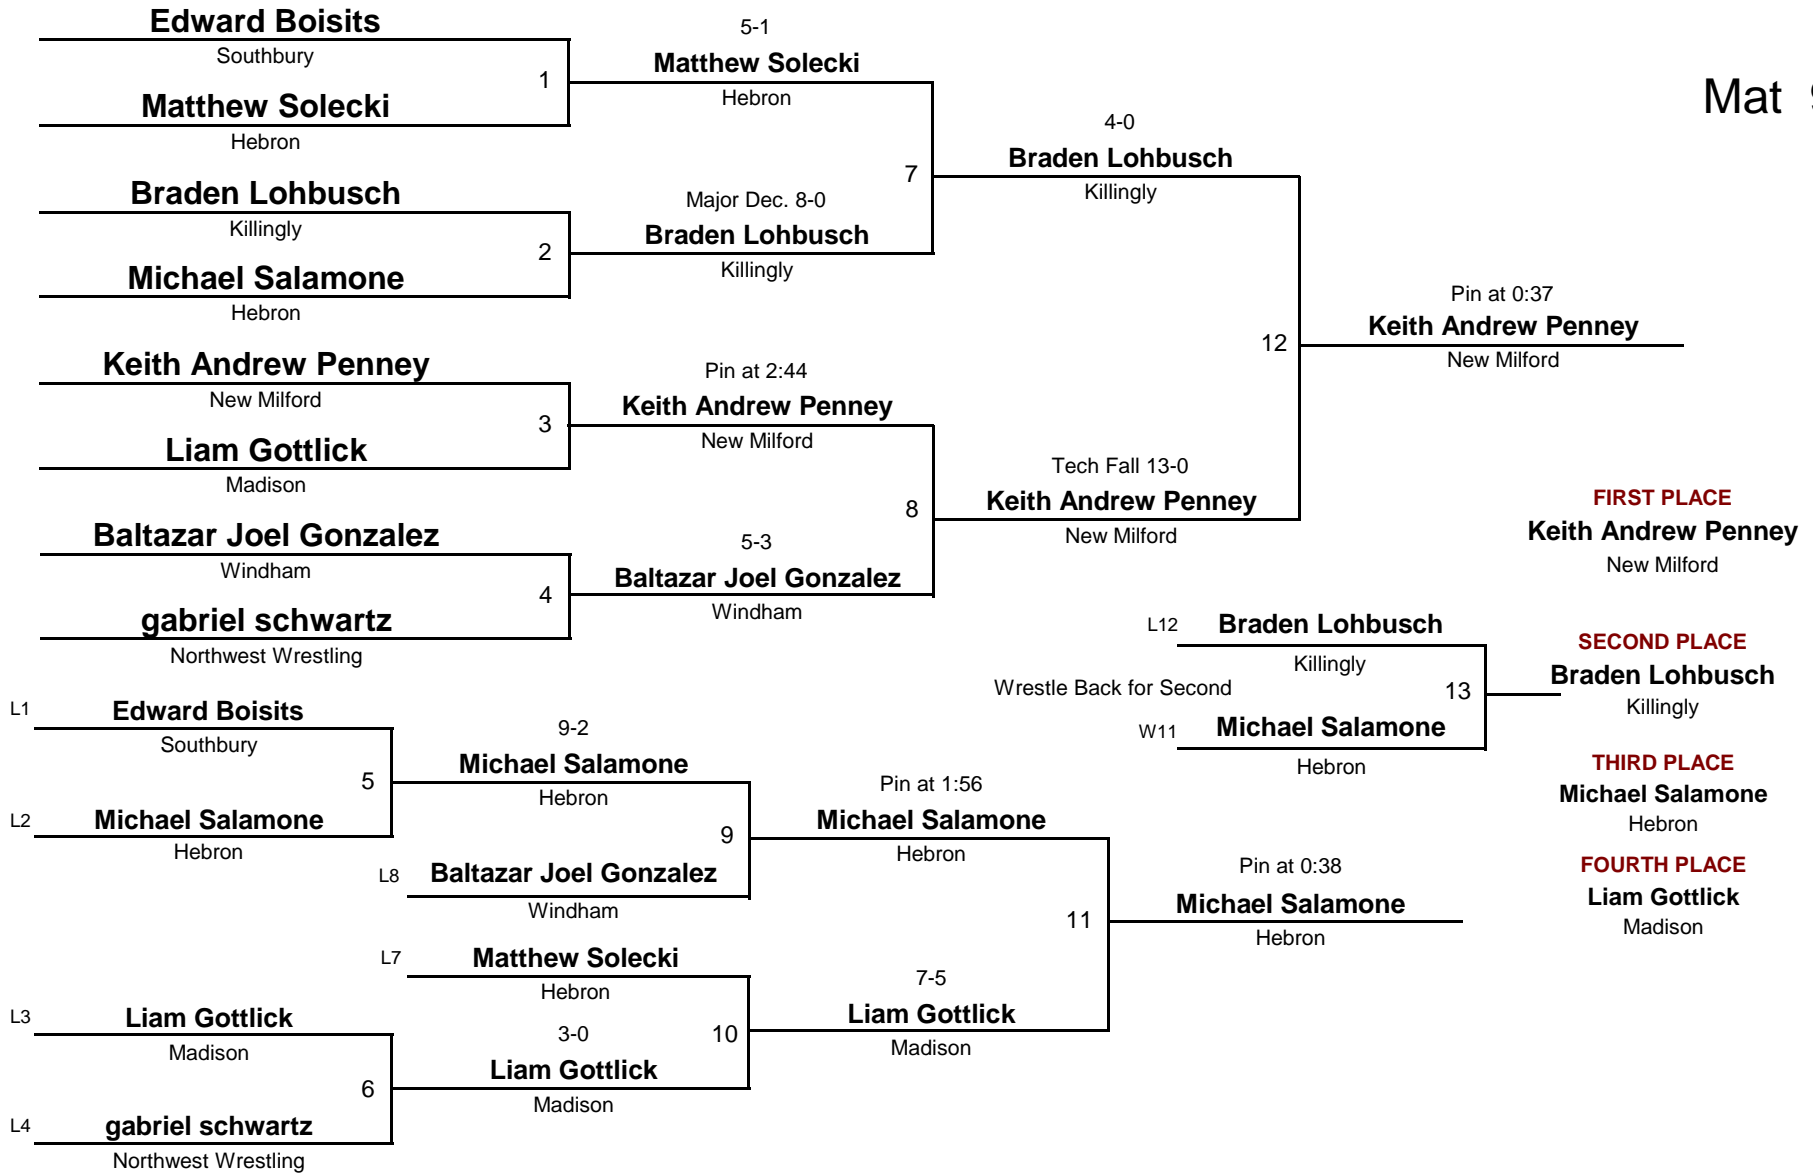 Edward Boisits
Southbury
1
Matthew Solecki
Hebron
5-1
Matthew Solecki
Hebron
Mat 9
Braden Lohbusch
Killingly
2
Michael Salamone
Hebron
Major Dec. 8-0
Braden Lohbusch
Killingly
7
4-0
Braden Lohbusch
Killingly
Keith Andrew Penney
New Milford
3
Liam Gottlick
Madison
Pin at 2:44
Keith Andrew Penney
New Milford
Baltazar Joel Gonzalez
Windham
4
gabriel schwartz
Northwest Wrestling
5-3
Baltazar Joel Gonzalez
Windham
8
Tech Fall 13-0
Keith Andrew Penney
New Milford
12
Pin at 0:37
Keith Andrew Penney
New Milford
FIRST PLACE
Keith Andrew Penney
New Milford
L12 Braden Lohbusch
Killingly
Wrestle Back for Second
13
W11 Michael Salamone
Hebron
SECOND PLACE
Braden Lohbusch
Killingly
THIRD PLACE
Michael Salamone
Hebron
FOURTH PLACE
Liam Gottlick
Madison
L1 Edward Boisits
Southbury
5
L2 Michael Salamone
Hebron
9-2
Michael Salamone
Hebron
9
L8 Baltazar Joel Gonzalez
Windham
Pin at 1:56
Michael Salamone
Hebron
L7 Matthew Solecki
Hebron
10
L3 Liam Gottlick
Madison
6
L4 gabriel schwartz
Northwest Wrestling
3-0
Liam Gottlick
Madison
7-5
Liam Gottlick
Madison
11
Pin at 0:38
Michael Salamone
Hebron